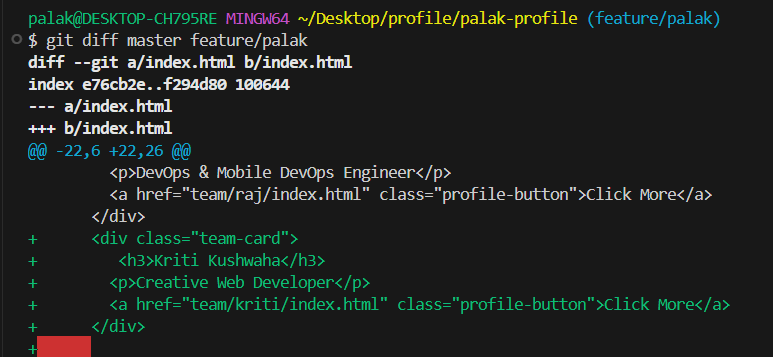 palak@DESKTOP-CH795RE MINGW64 ~/Desktop/profile/palak-profile (feature/palak)
$ git diff master feature/palak
diff --git a/index.html b/index.html
index e76cb2e..f294d80 100644
--- a/index.html
+++ b/index.html
@@ -22,6 +22,26 @@
         <p>DevOps & Mobile DevOps Engineer</p>
         <a href="team/raj/index.html" class="profile-button">Click More</a>
       </div>
+      <div class="team-card">
+         <h3>Kriti Kushwaha</h3>
+        <p>Creative Web Developer</p>
+        <a href="team/kriti/index.html" class="profile-button">Click More</a>
+      </div>
+